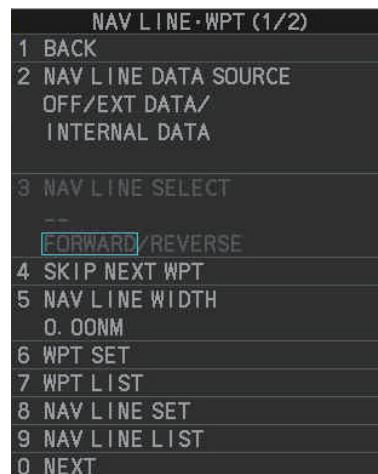 NAV LINE·WPT (1/2)
1 BACK
2 NAV LINE DATA SOURCE
OFF/EXT DATA/
INTERNAL DATA
3 NAV LINE SELECT
--
FORWARD/REVERSE
4 SKIP NEXT WPT
5 NAV LINE WIDTH
0.00NM
6 WPT SET
7 WPT LIST
8 NAV LINE SET
9 NAV LINE LIST
0 NEXT